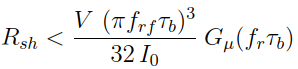 R_{sh} < \frac{V \, (\pi f_{rf} \tau_b)^3}{32 \, I_0} \, G_\mu(f_r \tau_b)